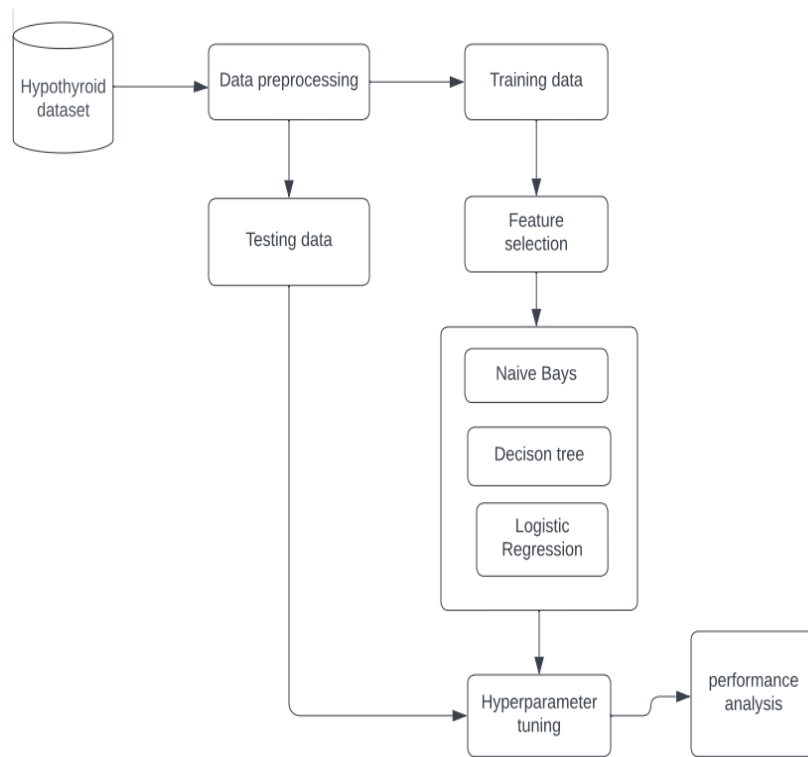 Hypothyroid
dataset
Data preprocessing
Training data
Testing data
Feature
selection
Naive Bays
Decison tree
Logistic
Regression
Hyperparameter
tuning
performance
analysis